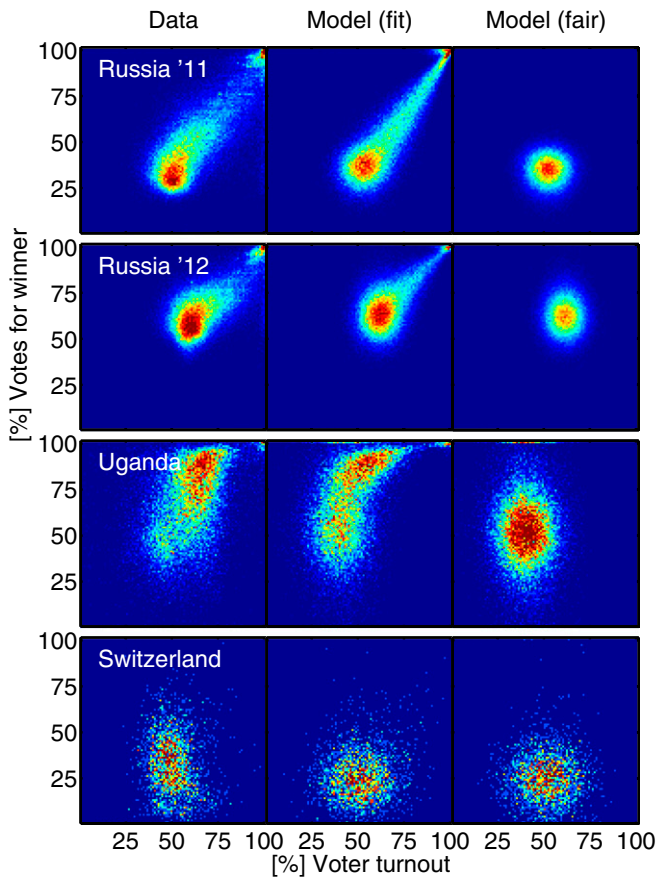 Data Model (fit) Model (fair)
[%] Votes for winner
100
75
50
25
Russia '11
100
75
50
25
Russia '12
100
75
50
25
Uganda
100
75
50
25
Switzerland
25 50 75 100 25 50 75 100 25 50 75 100
[%] Voter turnout